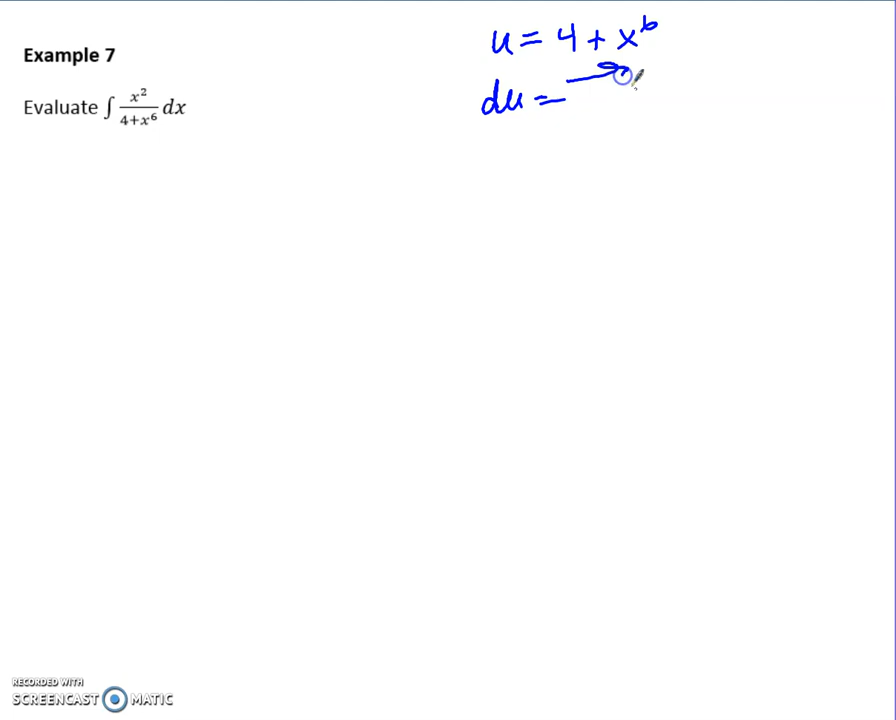 Example 7
Evaluate ∫ x²/(4+x⁶) dx
u = 4 + x⁶
du =
RECORDED WITH
SCREENCAST MATIC